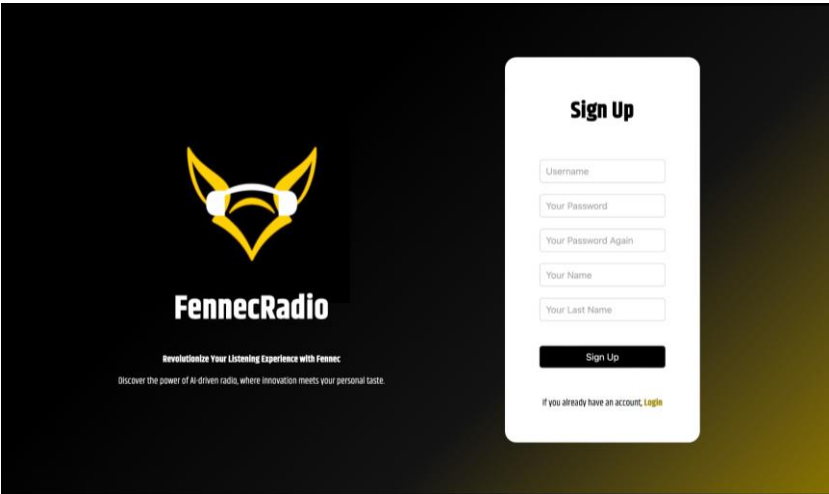 FennecRadio
Revolutionize Your Listening Experience with Fennec
Discover the power of AI-driven radio, where innovation meets your personal taste.
Sign Up
Username
Your Password
Your Password Again
Your Name
Your Last Name
Sign Up
If you already have an account, Login